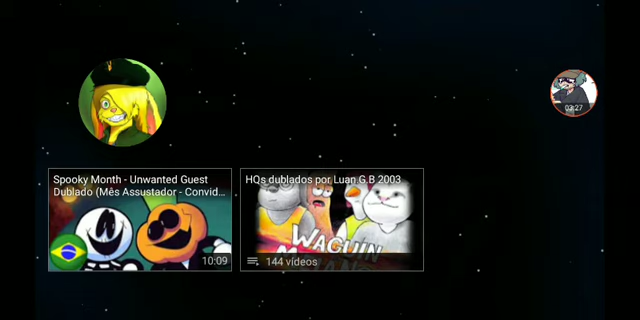 03:27
Spooky Month - Unwanted Guest
Dublado (Mês Assustador - Convid...
10:09
HQs dublados por Luan G.B 2003
WACHIN
144 vídeos